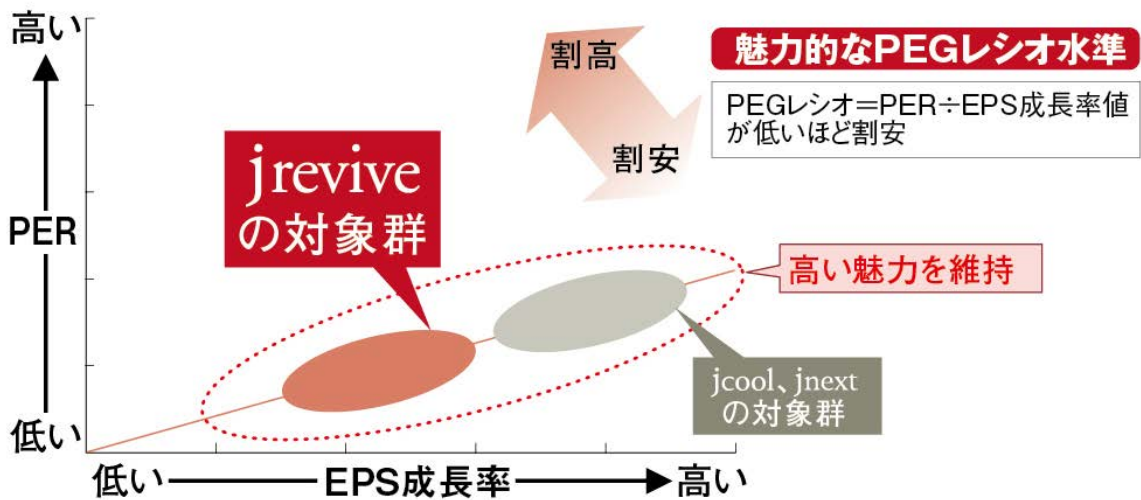 高い
PER
低い
割高
割安
魅力的なPEGレシオ水準
PEGレシオ=PER÷EPS成長率値
が低いほど割安
jrevive
の対象群
高い魅力を維持
jcool、jnext
の対象群
低い
EPS成長率
高い